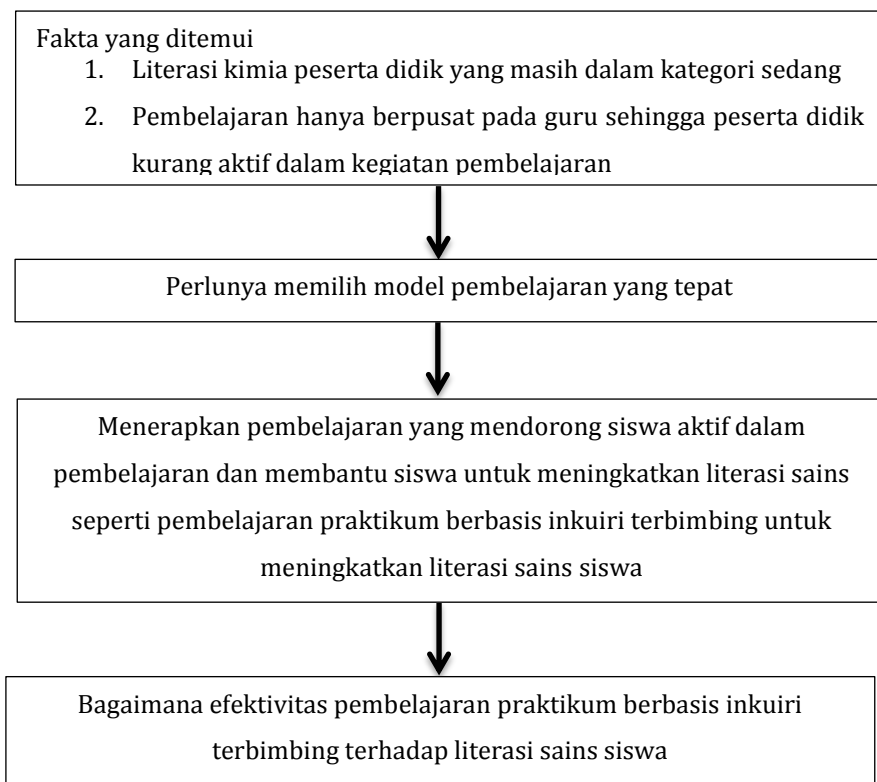 Fakta yang ditemui
1. Literasi kimia peserta didik yang masih dalam kategori sedang
2. Pembelajaran hanya berpusat pada guru sehingga peserta didik
kurang aktif dalam kegiatan pembelajaran
Perlunya memilih model pembelajaran yang tepat
Menerapkan pembelajaran yang mendorong siswa aktif dalam
pembelajaran dan membantu siswa untuk meningkatkan literasi sains
seperti pembelajaran praktikum berbasis inkuiri terbimbing untuk
meningkatkan literasi sains siswa
Bagaimana efektivitas pembelajaran praktikum berbasis inkuiri
terbimbing terhadap literasi sains siswa